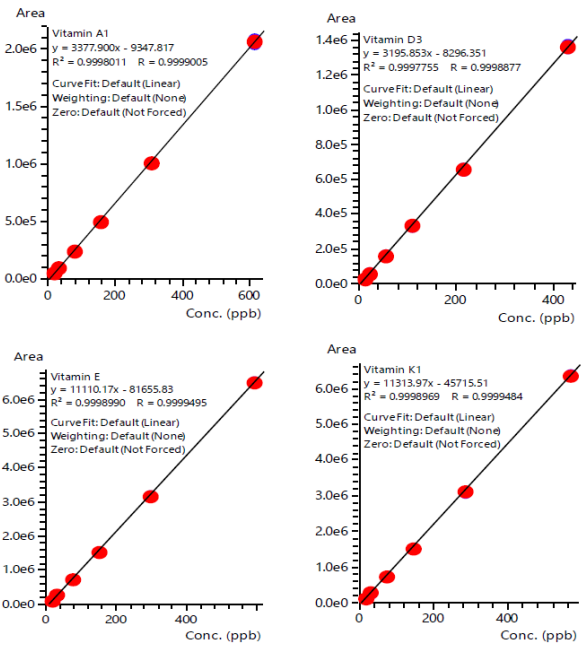 Area
Vitamin A1
y = 3377.900x - 9347.817
R² = 0.9998011 R = 0.9999005
CurveFit: Default (Linear)
Weighting: Default (None)
Zero: Default (Not Forced)
2.0e6
1.5e6
1.0e6
5.0e5
0.0e0
0 200 400 600
Conc. (ppb)
Area
Vitamin D3
y = 3195.853x - 8296.351
R² = 0.9997755 R = 0.9998877
CurveFit: Default (Linear)
Weighting: Default (None)
Zero: Default (Not Forced)
1.4e6
1.2e6
1.0e6
8.0e5
6.0e5
4.0e5
2.0e5
0.0e0
0 200 400
Conc. (ppb)
Area
Vitamin E
y = 11110.17x - 81655.83
R² = 0.9998990 R = 0.9999495
CurveFit: Default (Linear)
Weighting: Default (None)
Zero: Default (Not Forced)
6.0e6
5.0e6
4.0e6
3.0e6
2.0e6
1.0e6
0.0e0
0 200 400 600
Conc. (ppb)
Area
Vitamin K1
y = 11313.97x - 45715.51
R² = 0.9998969 R = 0.9999484
CurveFit: Default (Linear)
Weighting: Default (None)
Zero: Default (Not Forced)
6.0e6
5.0e6
4.0e6
3.0e6
2.0e6
1.0e6
0.0e0
0 200 400
Conc. (ppb)